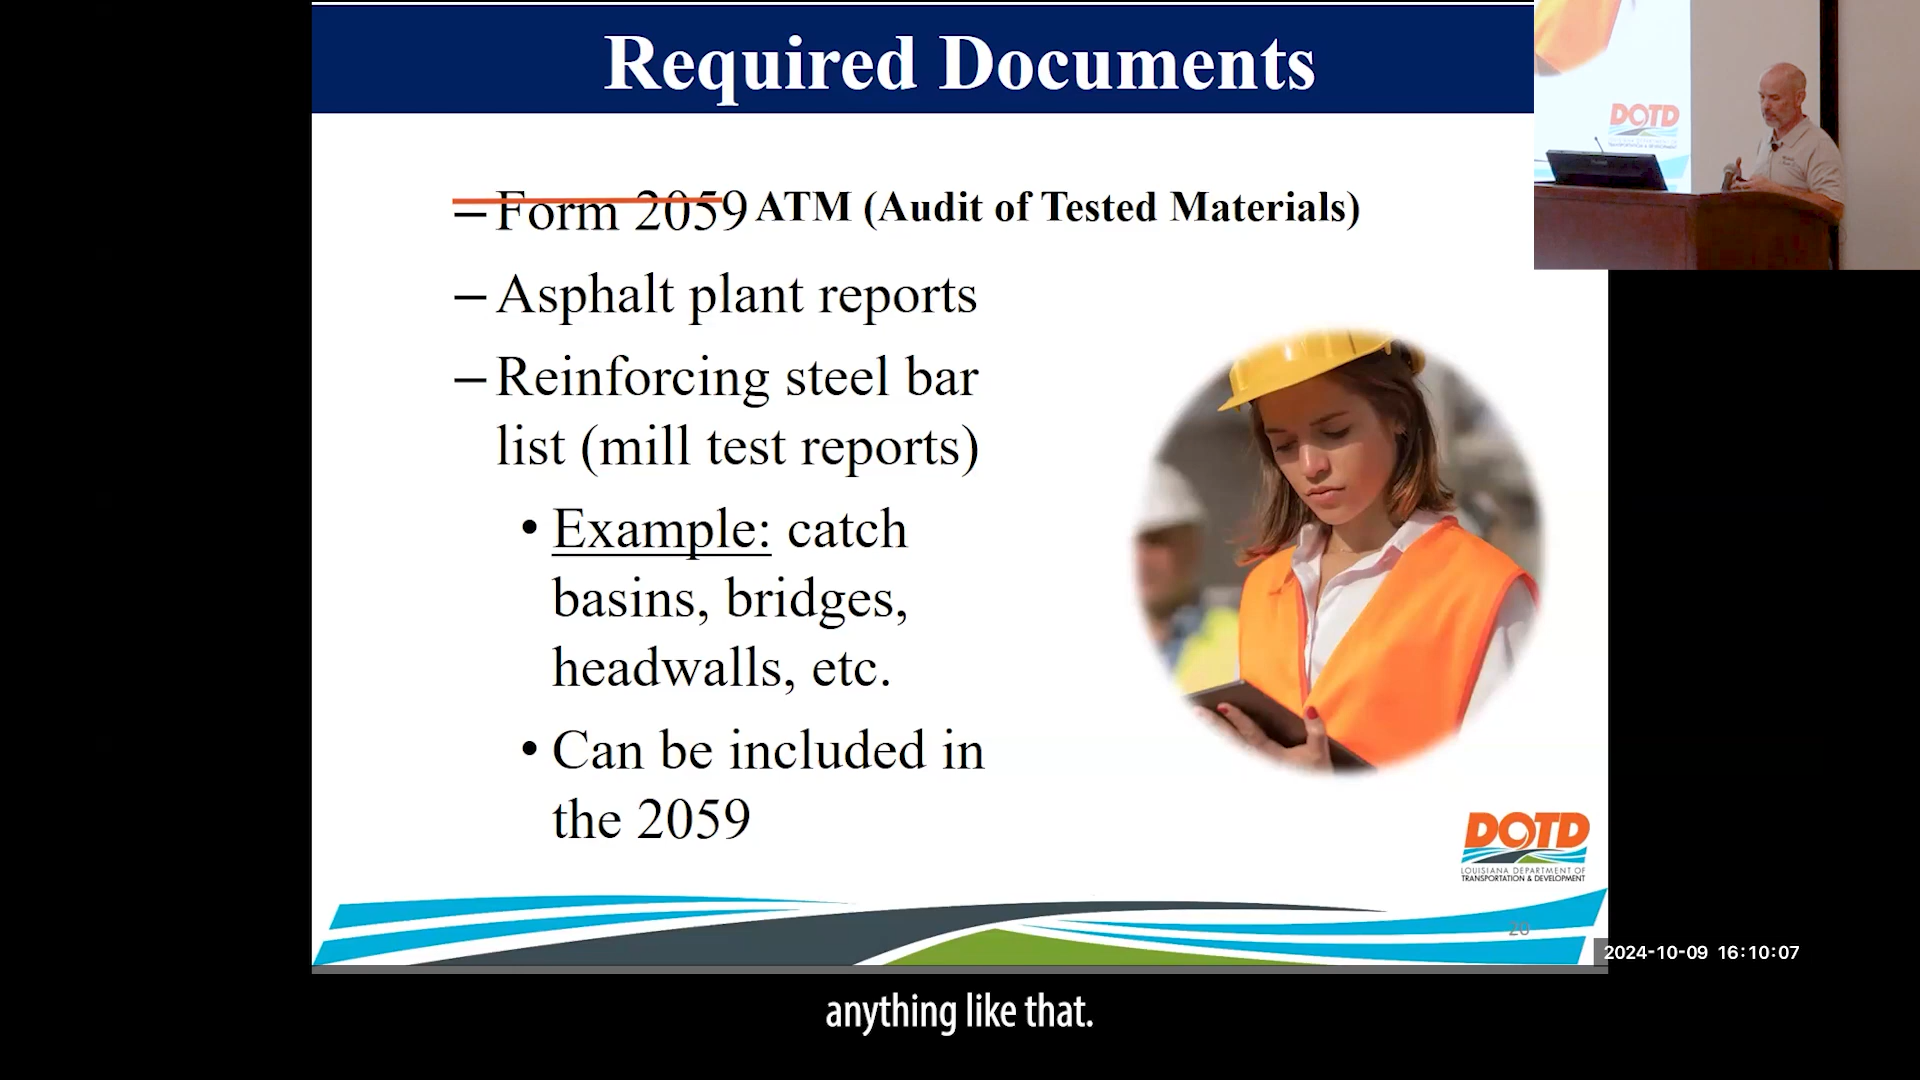 Required Documents
– Form 2059 ATM (Audit of Tested Materials)
– Asphalt plant reports
– Reinforcing steel bar
list (mill test reports)
• Example: catch
basins, bridges,
headwalls, etc.
• Can be included in
the 2059
DOTD
LOUISIANA DEPARTMENT OF
TRANSPORTATION & DEVELOPMENT
DOTD
2024-10-09 16:10:07
anything like that.